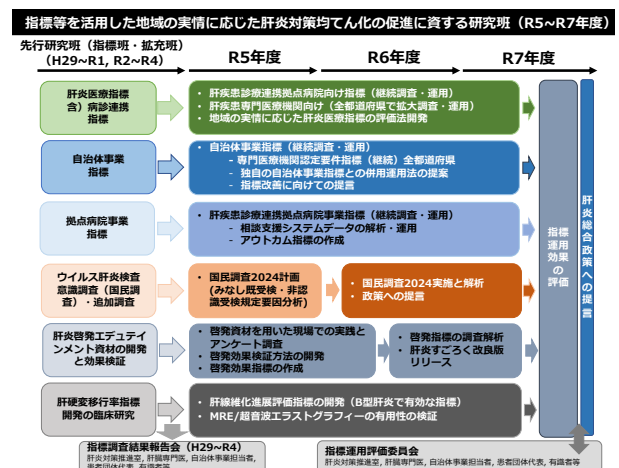 指標等を活用した地域の実情に応じた肝炎対策均てん化の促進に資する研究班（R5~R7年度）
先行研究班（指標班・拡充班）
（H29~R1, R2~R4）
R5年度
R6年度
R7年度
肝炎医療指標
含）病診連携
指標
・ 肝疾患診療連携拠点病院向け指標（継続調査・運用）
・ 肝疾患専門医療機関向け（全都道府県で拡大調査・運用）
・ 地域の実情に応じた肝炎医療指標の評価法開発
自治体事業
指標
・ 自治体事業指標（継続調査・運用）
- 専門医療機関認定要件指標（継続）全都道府県
- 独自の自治体事業指標との併用運用法の提案
- 指標改善に向けての提言
拠点病院事業
指標
・ 肝疾患診療連携拠点病院事業指標（継続調査・運用）
- 相談支援システムデータの解析・運用
- アウトカム指標の作成
ウイルス肝炎検査
意識調査（国民調
査）・追加調査
・ 国民調査2024計画
(みなし既受検・非認
識受検規定要因分析)
・ 国民調査2024実施と解析
・ 政策への提言
肝炎啓発エデュテイ
ンメント資材の開発
と効果検証
・ 啓発資材を用いた現場での実践と
アンケート調査
・ 啓発効果検証方法の開発
・ 啓発効果指標の作成
・ 啓発指標の調査解析
・ 肝炎すごろく改良版
リリース
肝硬変移行率指標
開発の臨床研究
・ 肝線維化進展評価指標の開発（B型肝炎で有効な指標）
・ MRE/超音波エラストグラフィーの有用性の検証
指標
運用
効果
の
評価
肝炎総合政策への提言
指標調査結果報告会（H29~R4）
肝炎対策推進室, 肝臓専門医, 自治体事業担当者,
患者団体代表, 有識者等
指標運用評価委員会
肝炎対策推進室, 肝臓専門医, 自治体事業担当者, 患者団体代表, 有識者等